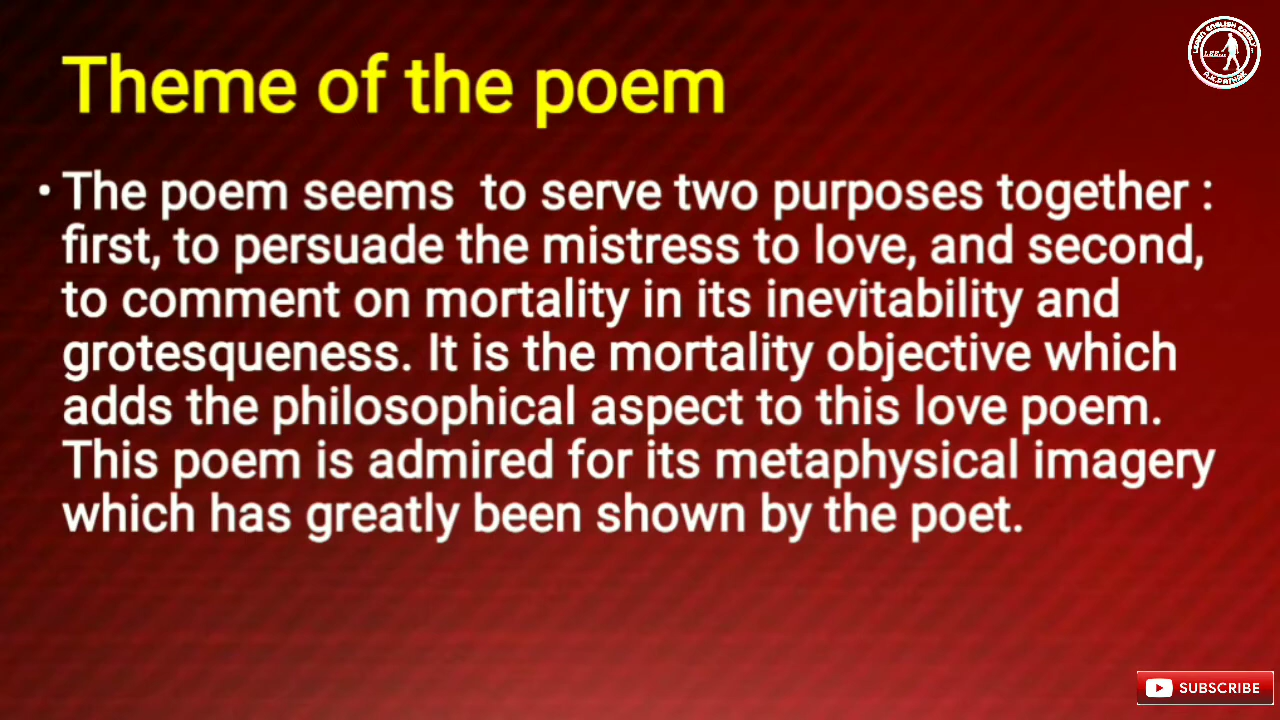 Theme of the poem
• The poem seems to serve two purposes together :
first, to persuade the mistress to love, and second,
to comment on mortality in its inevitability and
grotesqueness. It is the mortality objective which
adds the philosophical aspect to this love poem.
This poem is admired for its metaphysical imagery
which has greatly been shown by the poet.
LEARN ENGLISH EASILY
SUBSCRIBE